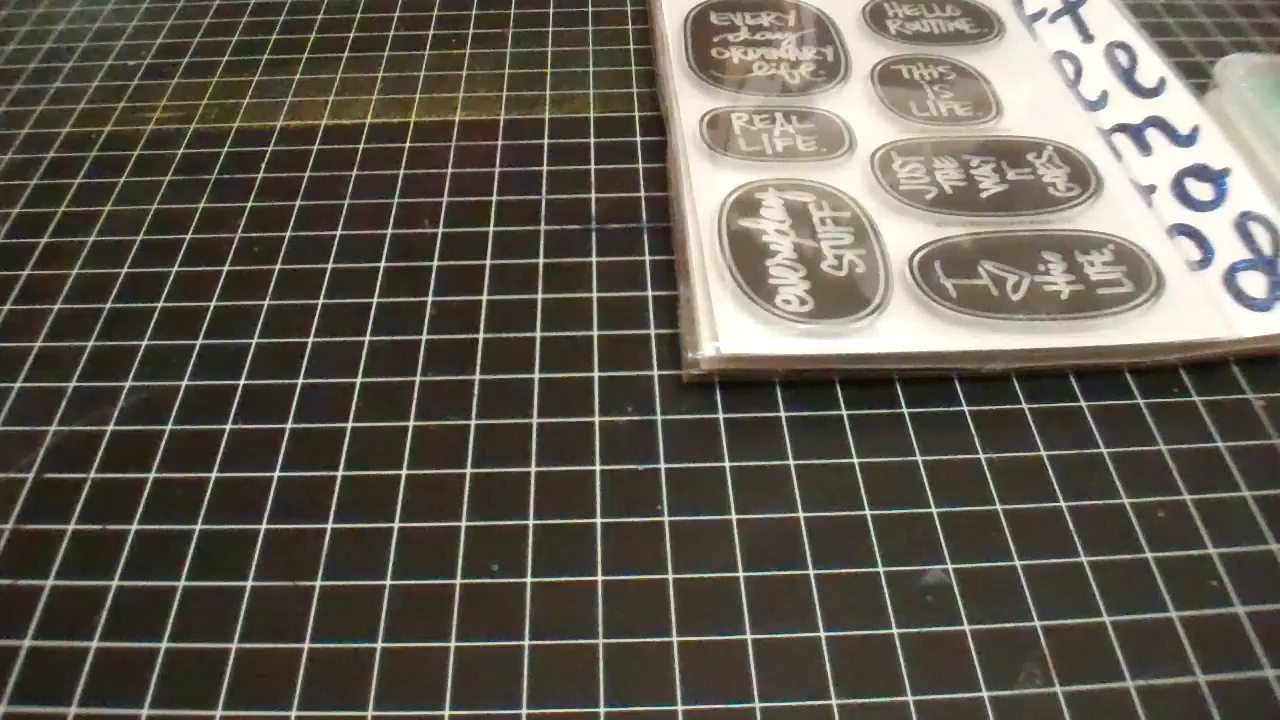 EVERY
day
ORDINARY
life.
HELLO
ROUTINE.
THIS
IS
LIFE.
REAL
LIFE.
JUST
THE
WAY
IT
GOES.
everyday
STUFF
I
this
LIFE.